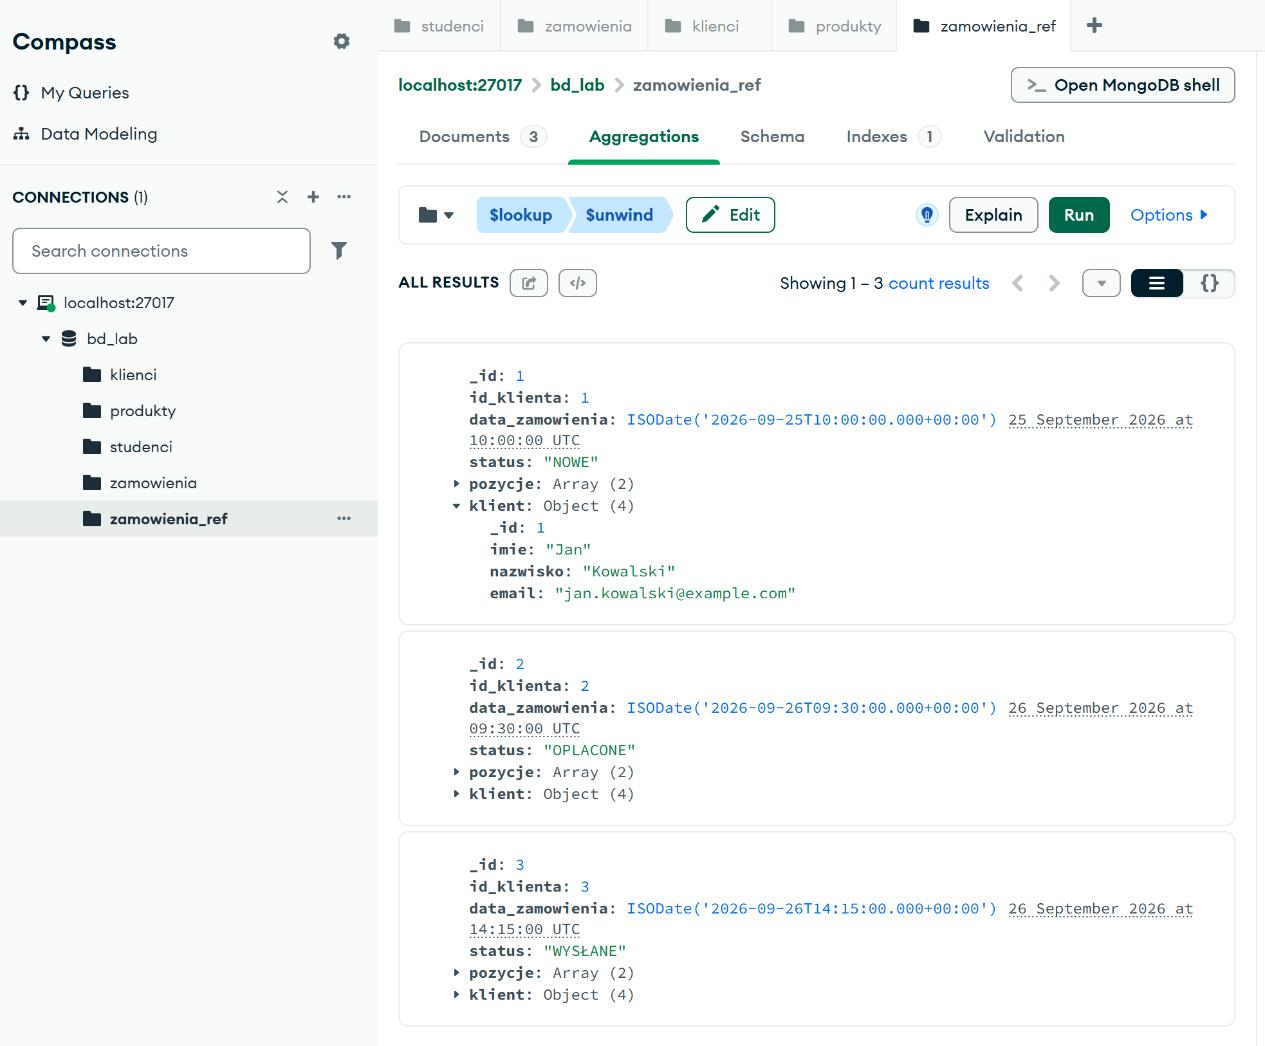 Compass
My Queries
Data Modeling
CONNECTIONS (1)
Search connections
localhost:27017
bd_lab
klienci
produkty
studenci
zamowienia
zamowienia_ref
studenci
zamowienia
klienci
produkty
zamowienia_ref
localhost:27017
bd_lab
zamowienia_ref
>_ Open MongoDB shell
Documents 3
Aggregations
Schema
Indexes 1
Validation
$lookup
$unwind
Edit
Explain
Run
Options
ALL RESULTS
Showing 1 – 3 count results
_id: 1
id_klienta: 1
data_zamowienia: ISODate('2026-09-25T10:00:00.000+00:00') 25 September 2026 at
10:00:00 UTC
status: "NOWE"
pozycje: Array (2)
klient: Object (4)
_id: 1
imie: "Jan"
nazwisko: "Kowalski"
email: "jan.kowalski@example.com"
_id: 2
id_klienta: 2
data_zamowienia: ISODate('2026-09-26T09:30:00.000+00:00') 26 September 2026 at
09:30:00 UTC
status: "OPLACONE"
pozycje: Array (2)
klient: Object (4)
_id: 3
id_klienta: 3
data_zamowienia: ISODate('2026-09-26T14:15:00.000+00:00') 26 September 2026 at
14:15:00 UTC
status: "WYSŁANE"
pozycje: Array (2)
klient: Object (4)